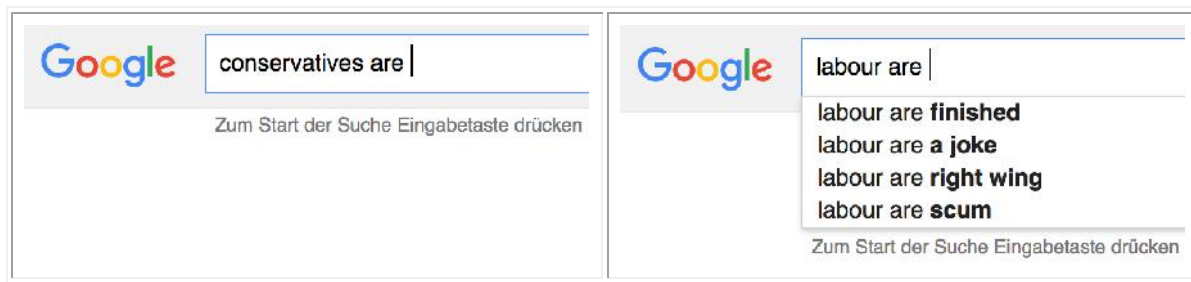 Google conservatives are
Zum Start der Suche Eingabetaste drücken
Google labour are
labour are finished
labour are a joke
labour are right wing
labour are scum
Zum Start der Suche Eingabetaste drücken